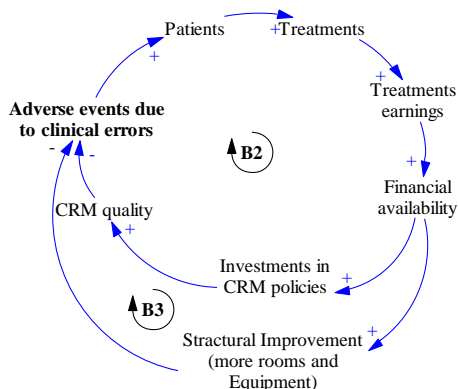 Patients
+
Treatments
+
+
Treatments
earnings
Adverse events due
to clinical errors
-
-
B2
+
Financial
availability
CRM quality
+
Investments in
CRM policies
+
B3
+
Stractural Improvement
(more rooms and
Equipment)